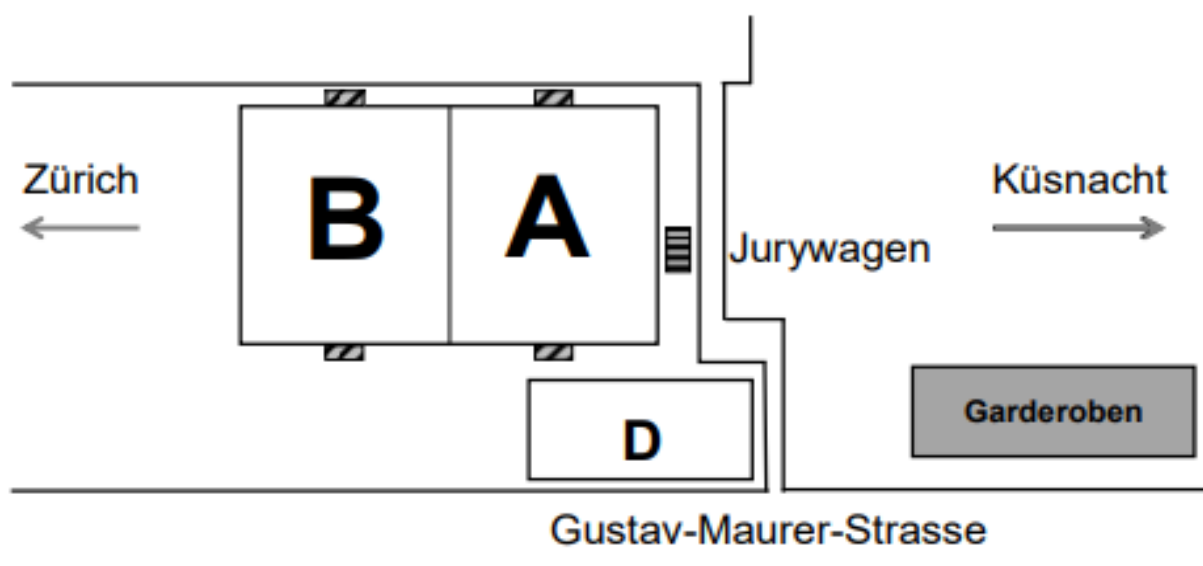 Zürich
B
A
Küsnacht
Jurywagen
Garderoben
D
Gustav-Maurer-Strasse